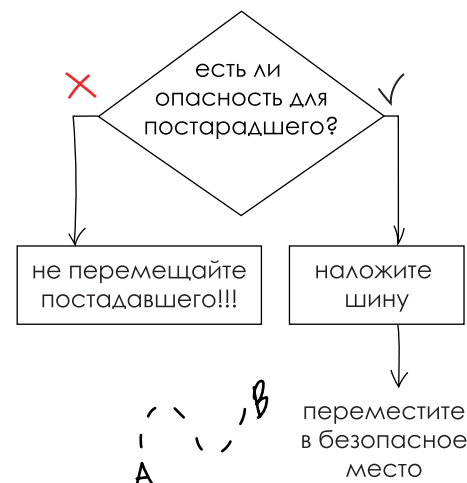 есть ли
опасность для
постарадшего?
не перемещайте
постадавшего!!!
наложите
шину
B
A
переместите
в безопасное
место